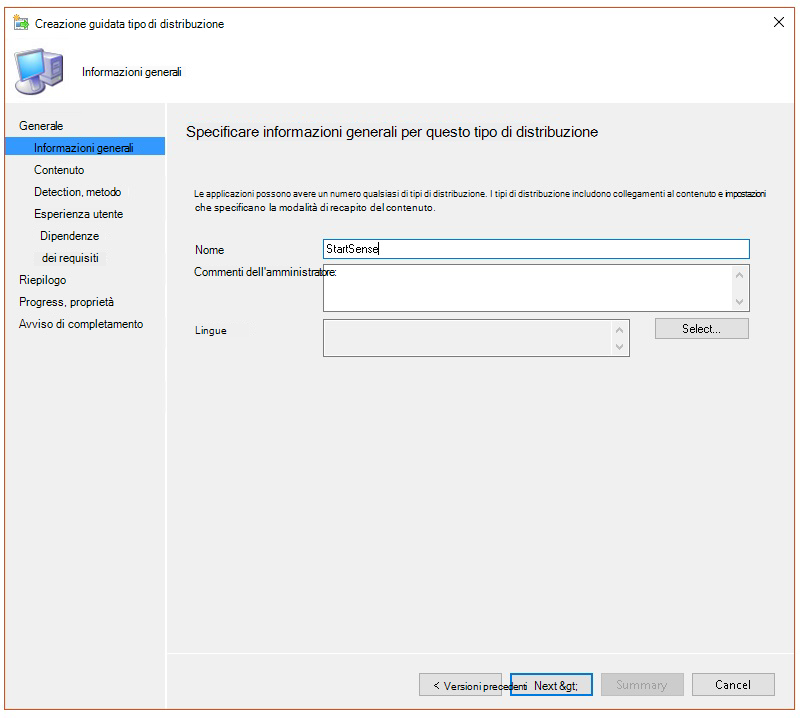 Creazione guidata tipo di distribuzione
Informazioni generali
Generale
Informazioni generali
Contenuto
Detection, metodo
Esperienza utente
Dipendenze
dei requisiti
Riepilogo
Progress, proprietà
Avviso di completamento
Specificare informazioni generali per questo tipo di distribuzione
Le applicazioni possono avere un numero qualsiasi di tipi di distribuzione. I tipi di distribuzione includono collegamenti al contenuto e impostazioni
che specificano la modalità di recapito del contenuto.
Nome
StartSense
Commenti dell'amministratore:
Lingue
Select...
< Versioni precedenti
Next &gt;
Summary
Cancel